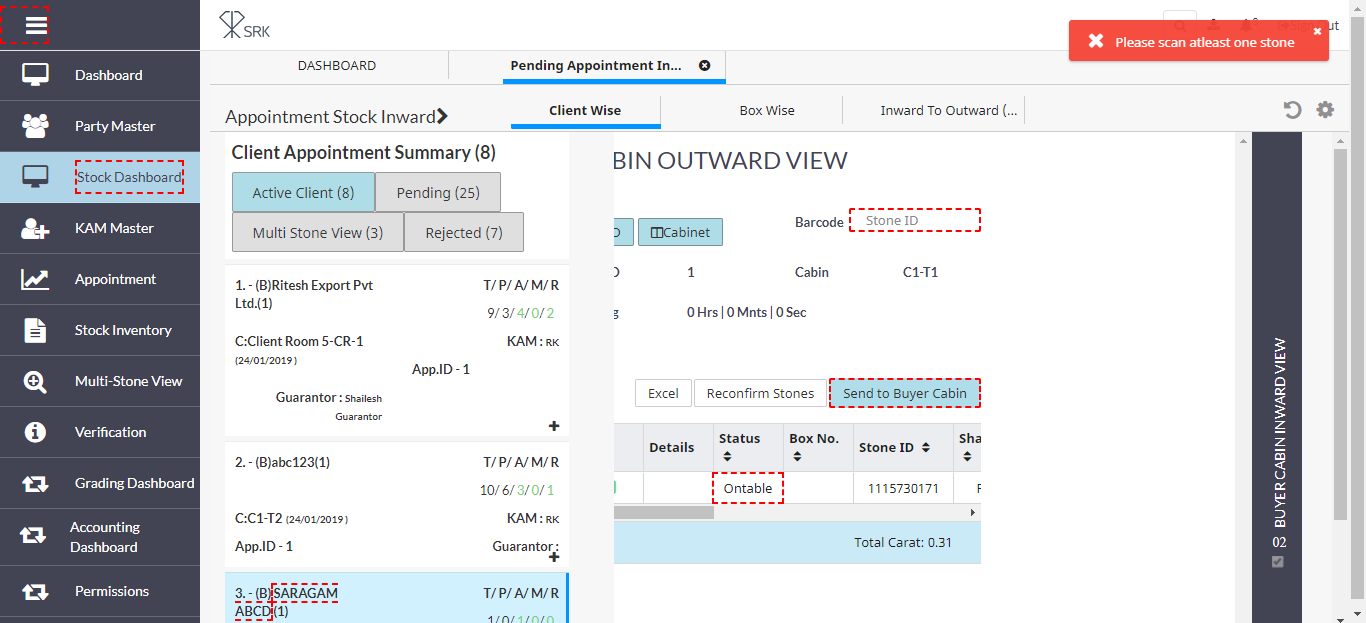 SRK
Sign Out
Please scan atleast one stone
Dashboard
Party Master
Stock Dashboard
KAM Master
Appointment
Stock Inventory
Multi-Stone View
Verification
Grading Dashboard
Accounting
Dashboard
Permissions
DASHBOARD
Pending Appointment In...
Appointment Stock Inward
Client Wise
Box Wise
Inward To Outward (...
Client Appointment Summary (8)
Active Client (8)
Pending (25)
Multi Stone View (3)
Rejected (7)
1. - (B)Ritesh Export Pvt
Ltd.(1)
T/ P/ A/ M/ R
9/ 3/ 4/ 0/ 2
C:Client Room 5-CR-1
(24/01/2019 )
KAM : RK
App.ID - 1
Guarantor : Shailesh
Guarantor
2. - (B)abc123(1)
T/ P/ A/ M/ R
10/ 6/ 3/ 0/ 1
C:C1-T2 (24/01/2019 )
KAM : RK
App.ID - 1
Guarantor :
3. - (B)SARAGAM
ABCD(1)
T/ P/ A/ M/ R
1/ 0/ 1/ 0/ 0
BIN OUTWARD VIEW
Cabinet
Barcode
Stone ID
1
Cabin
C1-T1
g
0 Hrs | 0 Mnts | 0 Sec
Excel
Reconfirm Stones
Send to Buyer Cabin
Details
Status
Box No.
Stone ID
Sha
Ontable
1115730171
Total Carat: 0.31
BUYER CABIN INWARD VIEW
02